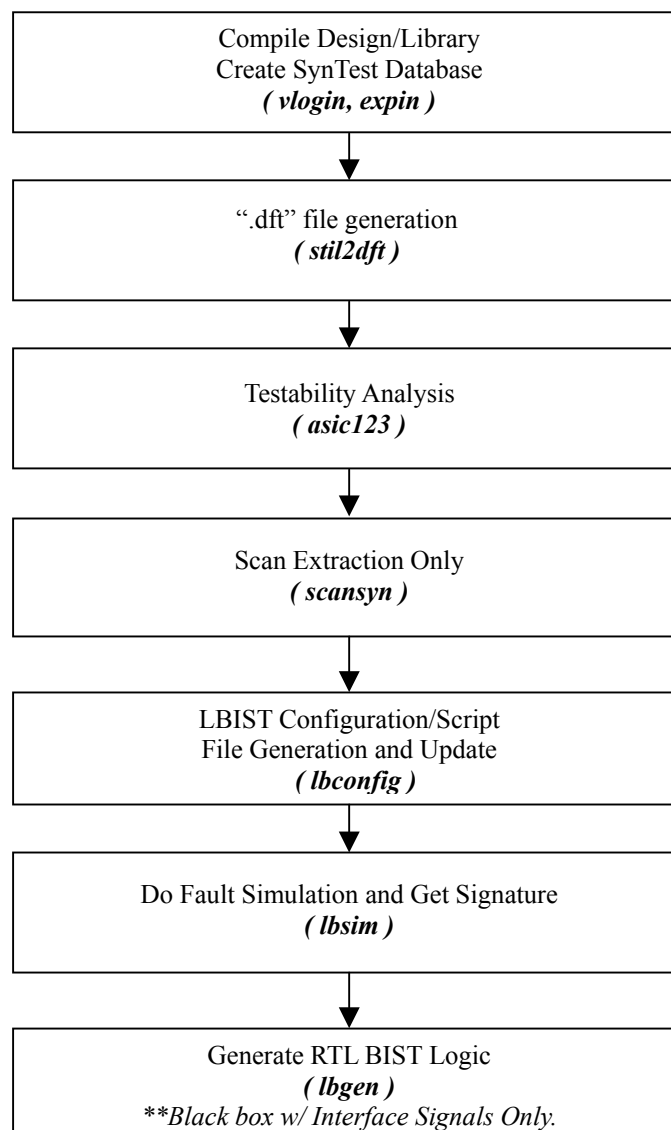 Compile Design/Library
Create SynTest Database
( vlogin, expin )
“.dft” file generation
( stil2dft )
Testability Analysis
( asic123 )
Scan Extraction Only
( scansyn )
LBIST Configuration/Script
File Generation and Update
( lbconfig )
Do Fault Simulation and Get Signature
( lbsim )
Generate RTL BIST Logic
( lbgen )
**Black box w/ Interface Signals Only.